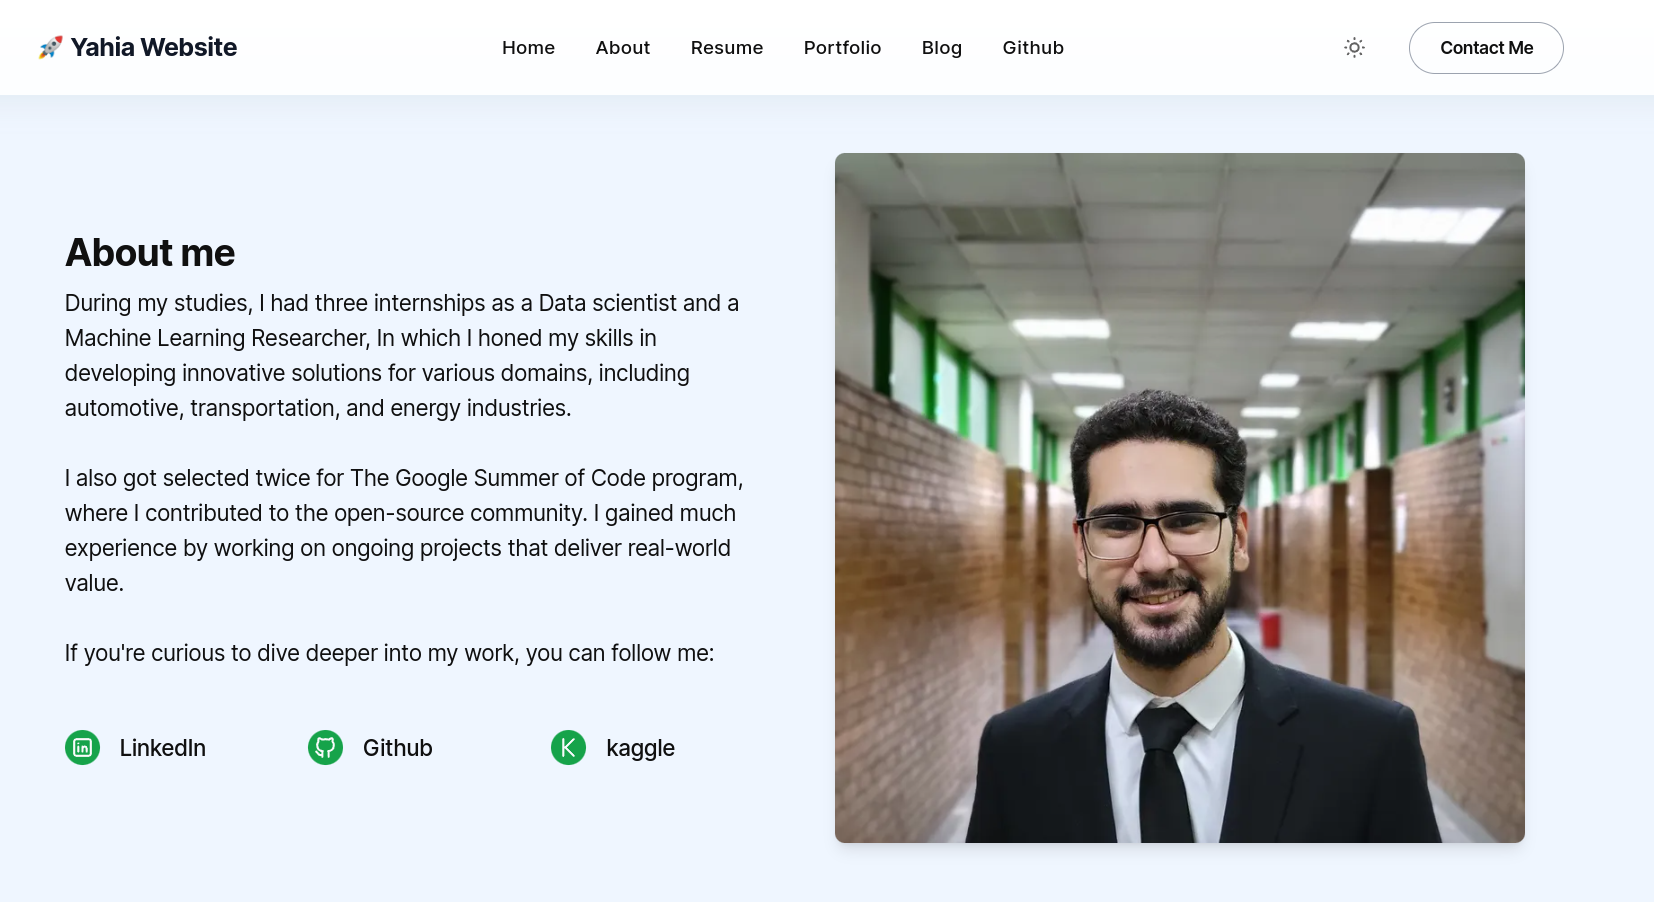 🚀 Yahia Website
Home About Resume Portfolio Blog Github
Contact Me
About me
During my studies, I had three internships as a Data scientist and a
Machine Learning Researcher, In which I honed my skills in
developing innovative solutions for various domains, including
automotive, transportation, and energy industries.
I also got selected twice for The Google Summer of Code program,
where I contributed to the open-source community. I gained much
experience by working on ongoing projects that deliver real-world
value.
If you're curious to dive deeper into my work, you can follow me:
LinkedIn Github kaggle